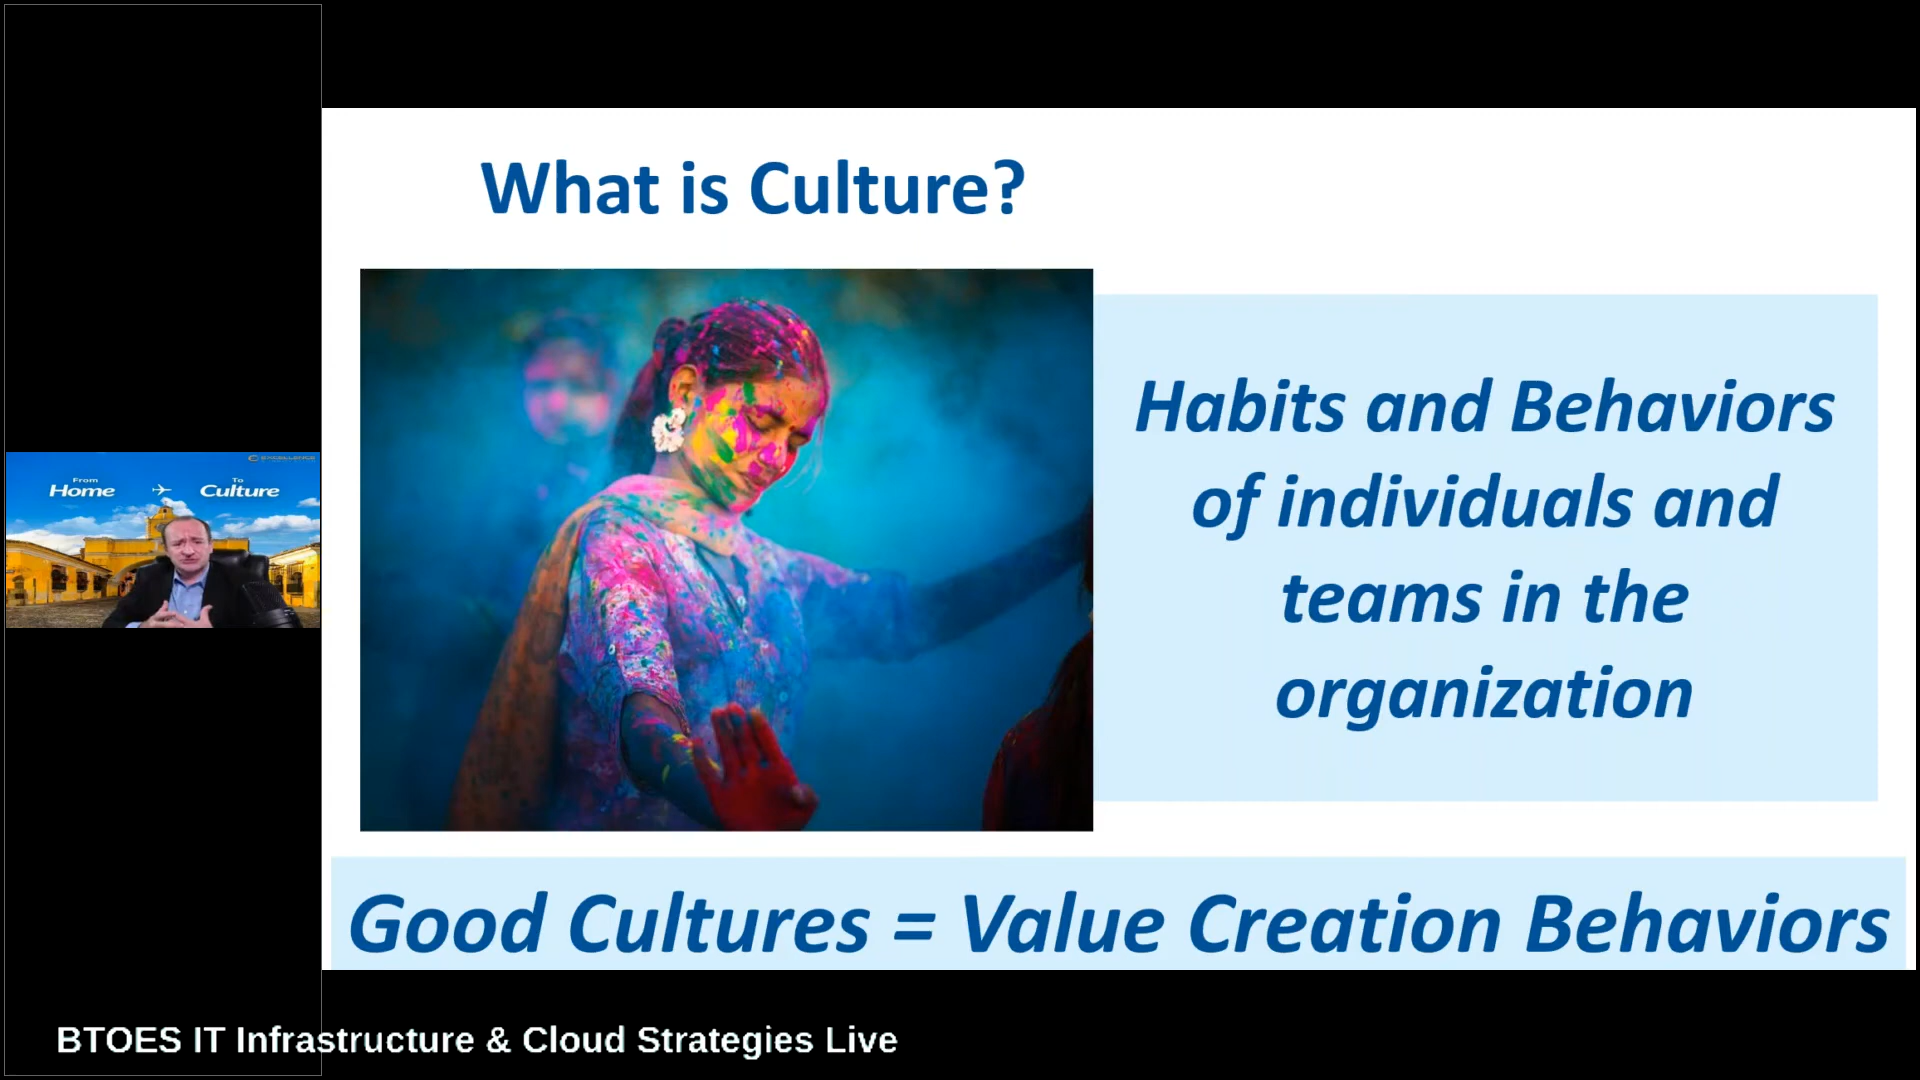 What is Culture?
Habits and Behaviors
of individuals and
teams in the
organization
Good Cultures = Value Creation Behaviors
EXCELLENCE
From To
Home Culture
BTOES IT Infrastructure & Cloud Strategies Live